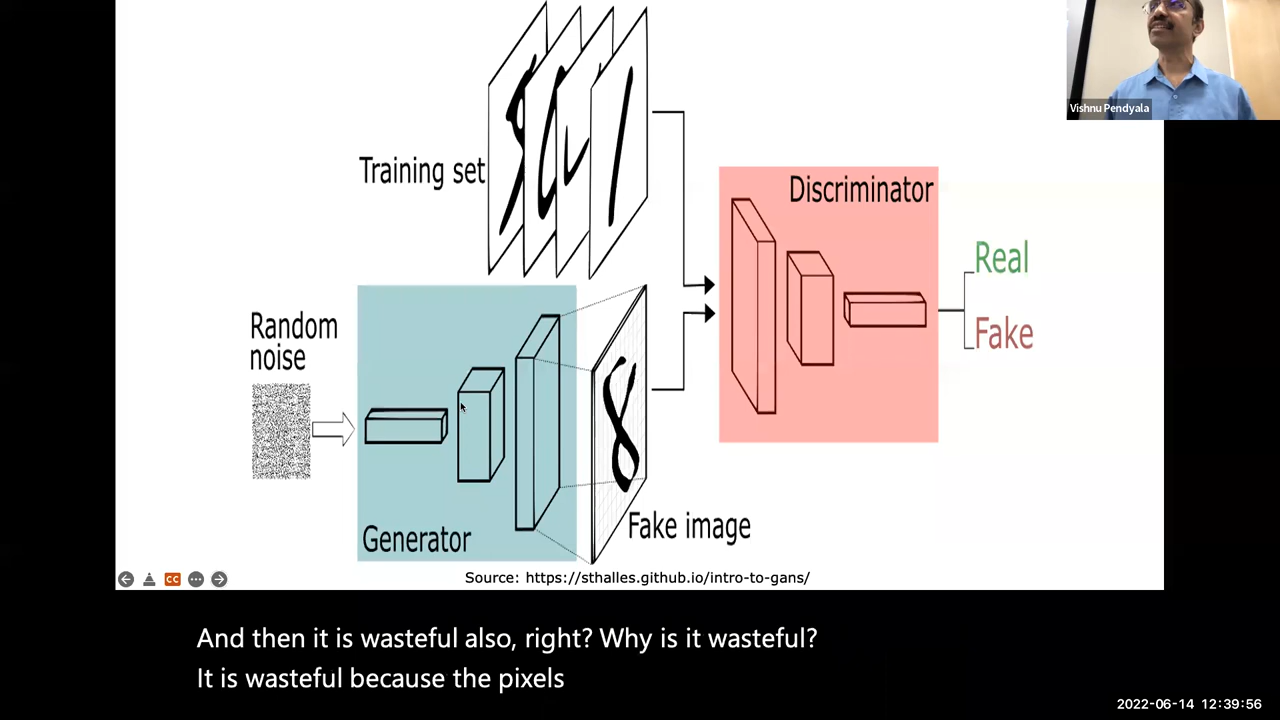 Vishnu Pendyala
Training set
Discriminator
Real
Fake
Random
noise
Generator
8
Fake image
CC
Source: https://sthalles.github.io/intro-to-gans/
And then it is wasteful also, right? Why is it wasteful?
It is wasteful because the pixels
2022-06-14 12:39:56